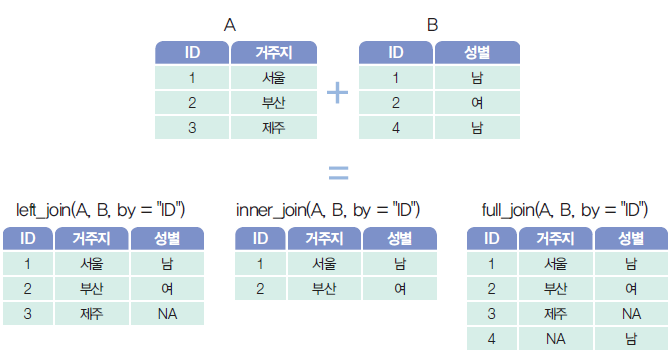 A B
ID 거주지 ID 성별
1 서울 1 남
2 부산 + 2 여
3 제주 4 남
=
left_join(A, B, by = "ID") inner_join(A, B, by = "ID") full_join(A, B, by = "ID")
ID 거주지 성별 ID 거주지 성별 ID 거주지 성별
1 서울 남 1 서울 남 1 서울 남
2 부산 여 2 부산 여 2 부산 여
3 제주 NA 3 제주 NA
4 NA 남